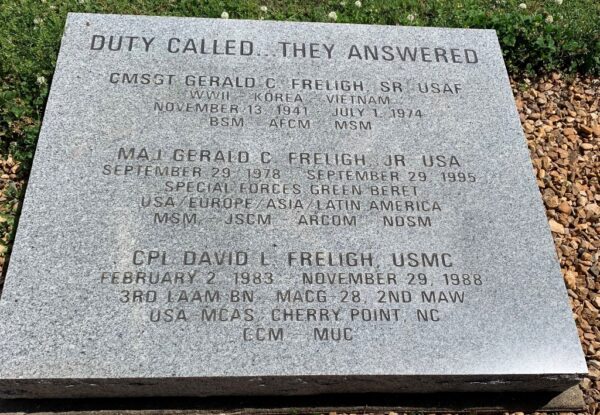 DUTY CALLED...THEY ANSWERED
CMSGT GERALD C. FRELIGH, SR. USAF
WWII KOREA VIETNAM
NOVEMBER 13, 1941 JULY 1, 1974
BSM AFCM MSM
MAJ GERALD C. FRELIGH, JR. USA
SEPTEMBER 29, 1978 SEPTEMBER 29, 1995
SPECIAL FORCES GREEN BERET
USA/EUROPE/ASIA/LATIN AMERICA
MSM JSCM ARCOM NDSM
CPL DAVID L. FRELIGH, USMC
FEBRUARY 2, 1983 NOVEMBER 29, 1988
3RD LAAM BN. MACG-28, 2ND MAW
USA MCAS, CHERRY POINT, NC
GCM MUC